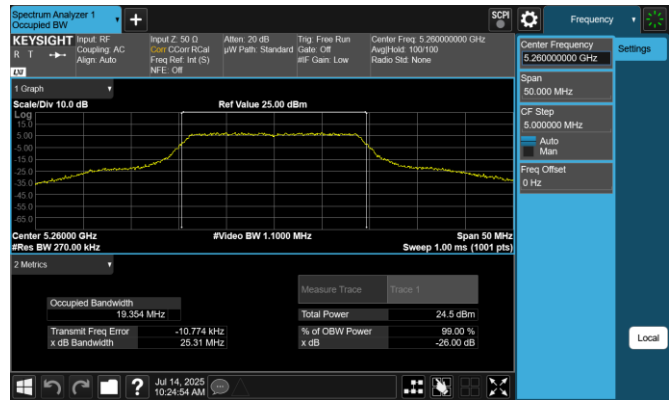 Spectrum Analyzer 1
Occupied BW
SCPI
Frequency
KEYSIGHT
R T
LXI
Input: RF
Coupling: AC
Align: Auto
Input Z: 50 Ω
Corr CCorr RCal
Freq Ref: Int (S)
NFE: Off
Atten: 20 dB
µW Path: Standard
Trig: Free Run
Gate: Off
#IF Gain: Low
Center Freq: 5.260000000 GHz
Avg|Hold: 100/100
Radio Std: None
Center Frequency
5.260000000 GHz
Settings
Span
50.000 MHz
CF Step
5.000000 MHz
Auto
Man
Freq Offset
0 Hz
1 Graph
Scale/Div 10.0 dB
Ref Value 25.00 dBm
Log
15.0
5.00
-5.00
-15.0
-25.0
-35.0
-45.0
-55.0
-65.0
Center 5.26000 GHz
#Video BW 1.1000 MHz
Span 50 MHz
#Res BW 270.00 kHz
Sweep 1.00 ms (1001 pts)
2 Metrics
Measure Trace
Trace 1
Occupied Bandwidth
19.354 MHz
Total Power
24.5 dBm
Transmit Freq Error
-10.774 kHz
% of OBW Power
99.00 %
x dB Bandwidth
25.31 MHz
x dB
-26.00 dB
Local
?
Jul 14, 2025
10:24:54 AM